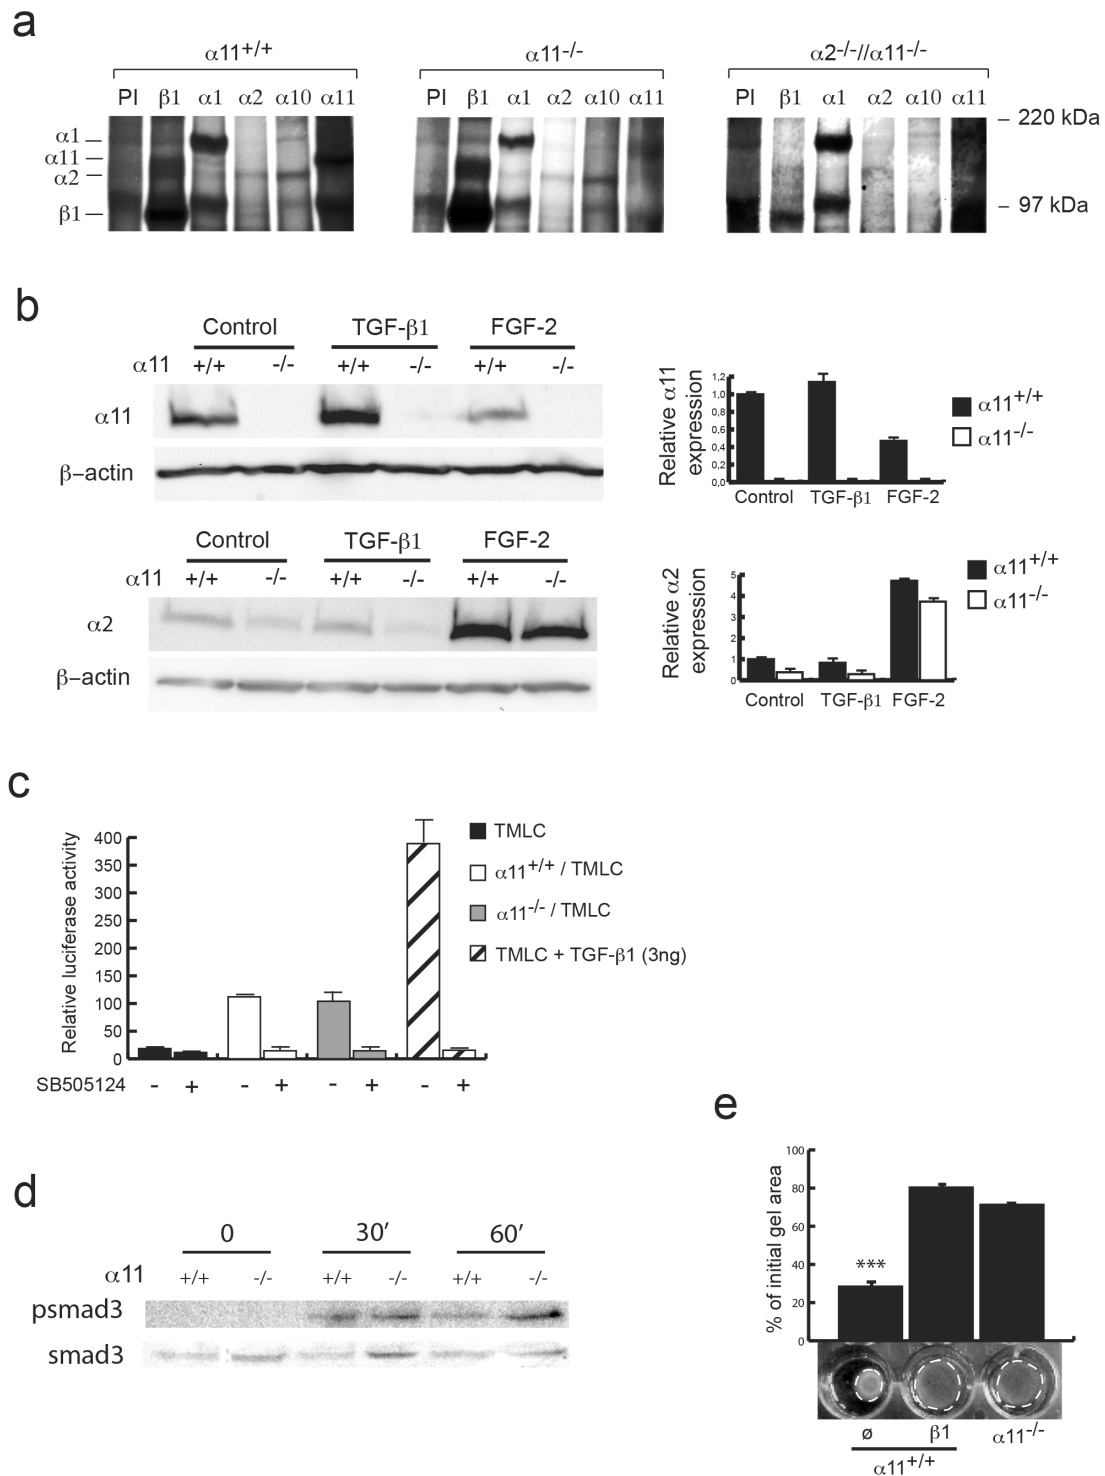 a
α11+/+ α11-/- α2-/-//α11-/-
PI β1 α1 α2 α10 α11 PI β1 α1 α2 α10 α11 PI β1 α1 α2 α10 α11
α1
α11
α2
β1
– 220 kDa
– 97 kDa
b
Control TGF-β1 FGF-2
α11 +/+ -/- +/+ -/- +/+ -/-
α11
β–actin
Relative α11 expression
1,2
1,0
0,8
0,6
0,4
0,2
0,0
Control TGF-β1 FGF-2
α11+/+
α11-/-
Control TGF-β1 FGF-2
α11 +/+ -/- +/+ -/- +/+ -/-
α2
β–actin
Relative α2 expression
5
4
3
2
1
0
Control TGF-β1 FGF-2
α11+/+
α11-/-
c
Relative luciferase activity
400
350
300
250
200
150
100
50
0
SB505124 - + - + - + - +
TMLC
α11+/+ / TMLC
α11-/- / TMLC
TMLC + TGF-β1 (3ng)
d
0 30′ 60′
α11 +/+ -/- +/+ -/- +/+ -/-
psmad3
smad3
e
% of initial gel area
100
80
60
40
20
0
***
ø β1 α11-/-
α11+/+